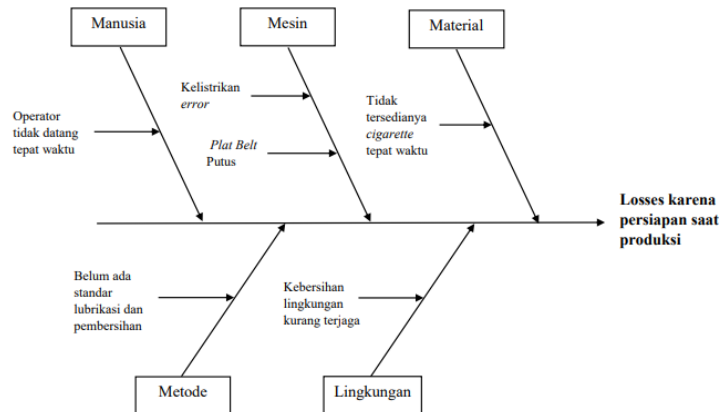 Manusia
Mesin
Material
Kelistrikan
error
Operator
tidak datang
tepat waktu
Plat Belt
Putus
Tidak
tersedianya
cigarette
tepat waktu
Losses karena
persiapan saat
produksi
Belum ada
standar
lubrikasi dan
pembersihan
Kebersihan
lingkungan
kurang terjaga
Metode
Lingkungan